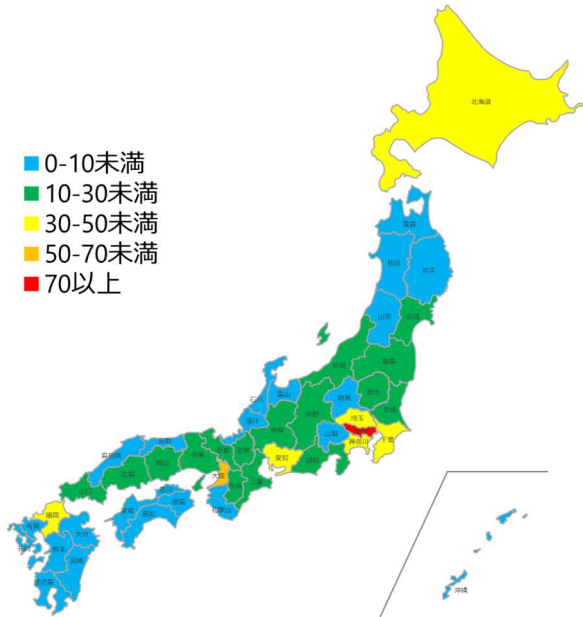 北海道
0-10未満
10-30未満
30-50未満
50-70未満
70以上
青森
秋田
岩手
山形
宮城
新潟
福島
石川
富山
群馬
栃木
茨城
福井
長野
埼玉
岐阜
山梨
千葉
神奈川
鳥取
島根県
京都
滋賀
愛知
静岡
兵庫
岡山
広島
大阪
三重
奈良
山口
香川
徳島
和歌山
愛媛
高知
福岡
佐賀
大分
長崎
熊本
宮崎
鹿児島
沖縄